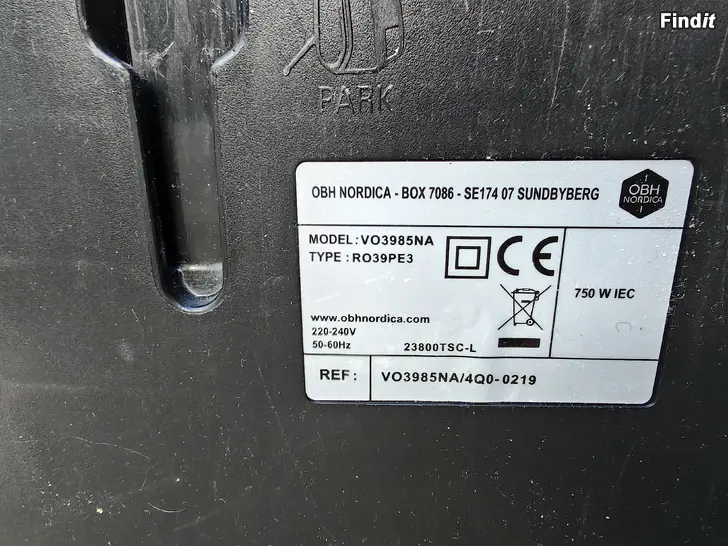 Findit
PARK
OBH NORDICA - BOX 7086 - SE174 07 SUNDBYBERG
OBH
NORDICA
MODEL: VO3985NA
TYPE : RO39PE3
CE
750 W IEC
www.obhnordica.com
220-240V
50-60Hz
23800TSC-L
REF :
VO3985NA/4Q0-0219